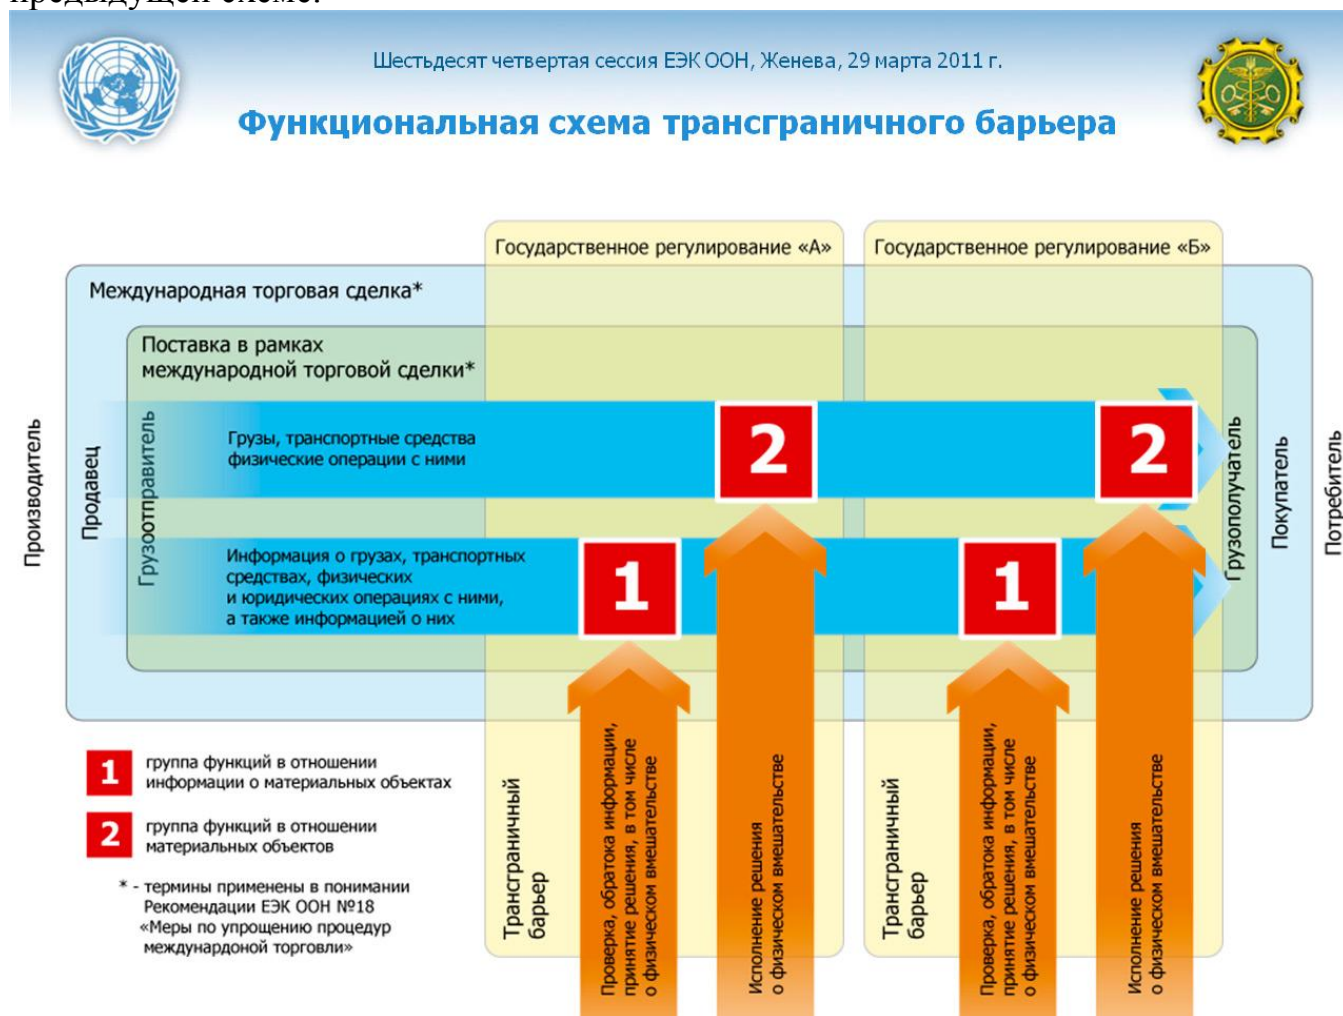 предыдущей схеме.
Шестьдесят четвертая сессия ЕЭК ООН, Женева, 29 марта 2011 г.
Функциональная схема трансграничного барьера
Государственное регулирование «А»
Государственное регулирование «Б»
Международная торговая сделка*
Поставка в рамках
международной торговой сделки*
Производитель
Продавец
Грузоотправитель
Грузы, транспортные средства
физические операции с ними
2
2
Информация о грузах, транспортных
средствах, физических
и юридических операциях с ними,
а также информацией о них
1
1
Грузополучатель
Покупатель
Потребитель
1
группа функций в отношении
информации о материальных объектах
2
группа функций в отношении
материальных объектов
* - термины применены в понимании
Рекомендации ЕЭК ООН №18
«Меры по упрощению процедур
междунардоной торговли»
Трансграничный
барьер
Проверка, обратока информации,
принятие решения, в том числе
о физическом вмешательстве
Исполнение решения
о физическом вмешательстве
Трансграничный
барьер
Проверка, обратока информации,
принятие решения, в том числе
о физическом вмешательстве
Исполнение решения
о физическом вмешательстве